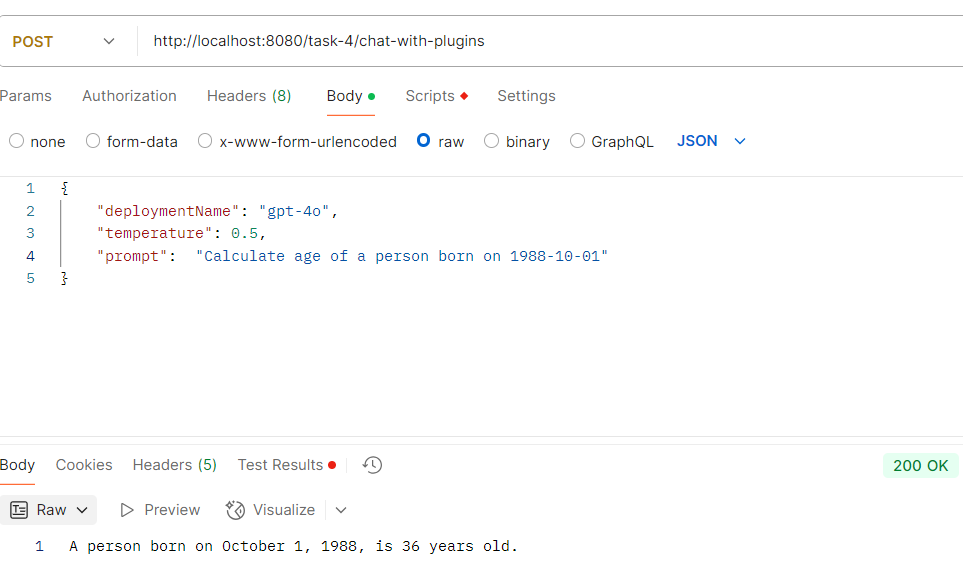 POST http://localhost:8080/task-4/chat-with-plugins
Params Authorization Headers (8) Body Scripts Settings
none form-data x-www-form-urlencoded raw binary GraphQL JSON
1 {
2 "deploymentName": "gpt-4o",
3 "temperature": 0.5,
4 "prompt": "Calculate age of a person born on 1988-10-01"
5 }
Body Cookies Headers (5) Test Results 200 OK
Raw Preview Visualize
1 A person born on October 1, 1988, is 36 years old.